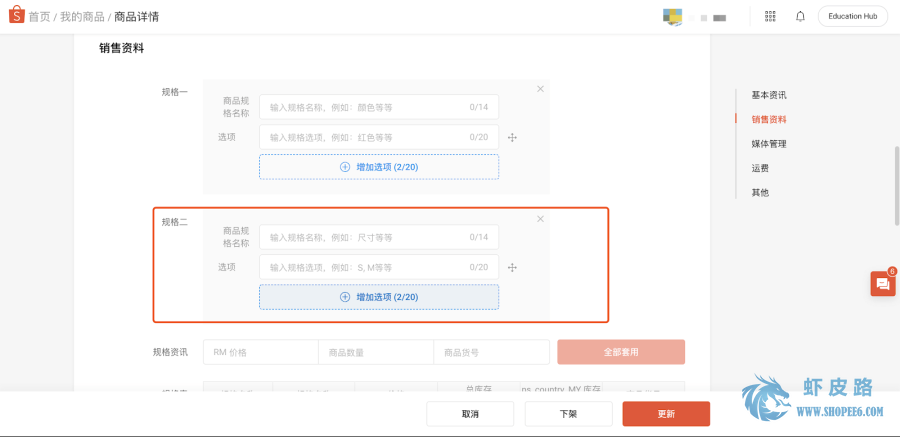 首页 / 我的商品 / 商品详情
Education Hub
销售资料
规格一
商品规
格名称
输入规格名称，例如：颜色等等
0/14
选项
输入规格选项，例如：红色等等
0/20
增加选项 (2/20)
规格二
商品规
格名称
输入规格名称，例如：尺寸等等
0/14
选项
输入规格选项，例如：S, M等等
0/20
增加选项 (2/20)
规格资讯
RM 价格
商品数量
商品货号
全部套用
总库存
取消
下架
更新
基本资讯
销售资料
媒体管理
运费
其他
6
虾皮路
WWW.SHOPEE6.COM